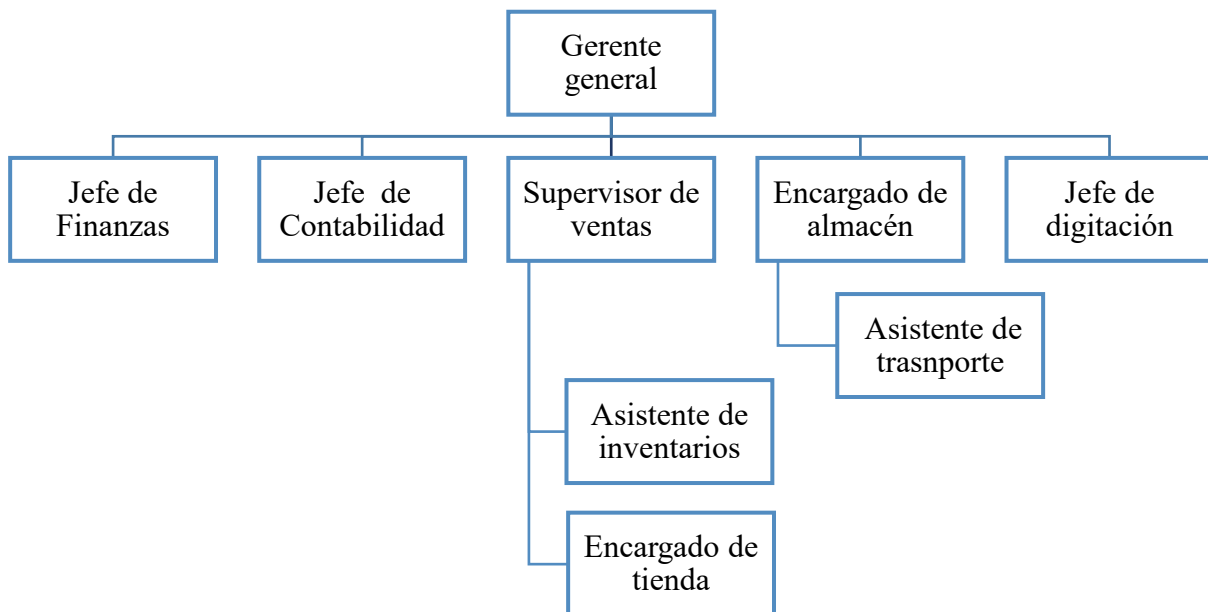 Gerente
general
Jefe de
Finanzas
Jefe de
Contabilidad
Supervisor de
ventas
Encargado de
almacén
Jefe de
digitación
Asistente de
trasnporte
Asistente de
inventarios
Encargado de
tienda